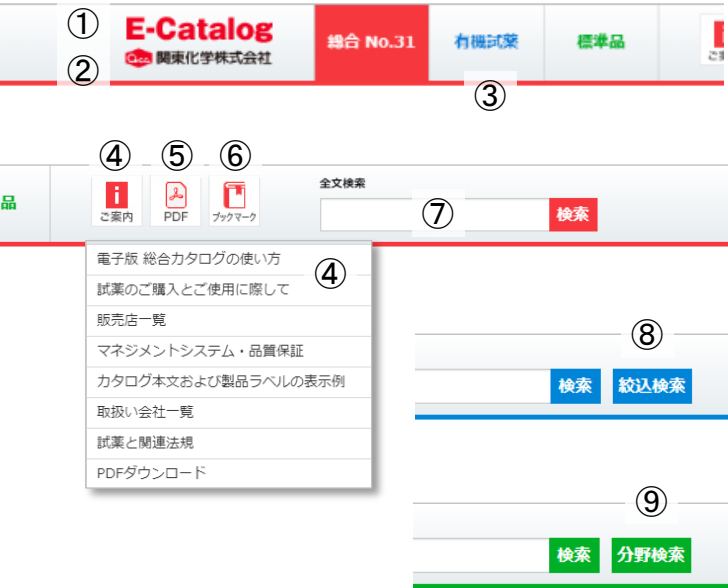 ①
E-Catalog
②
関東化学株式会社
総合 No.31
有機試薬
標準品
③
④
⑤
⑥
品
ご案内
PDF
ブックマーク
全文検索
⑦
検索
④
電子版 総合カタログの使い方
試薬のご購入とご使用に際して
販売店一覧
マネジメントシステム・品質保証
カタログ本文および製品ラベルの表示例
取扱い会社一覧
試薬と関連法規
PDFダウンロード
⑧
検索
絞込検索
⑨
検索
分野検索